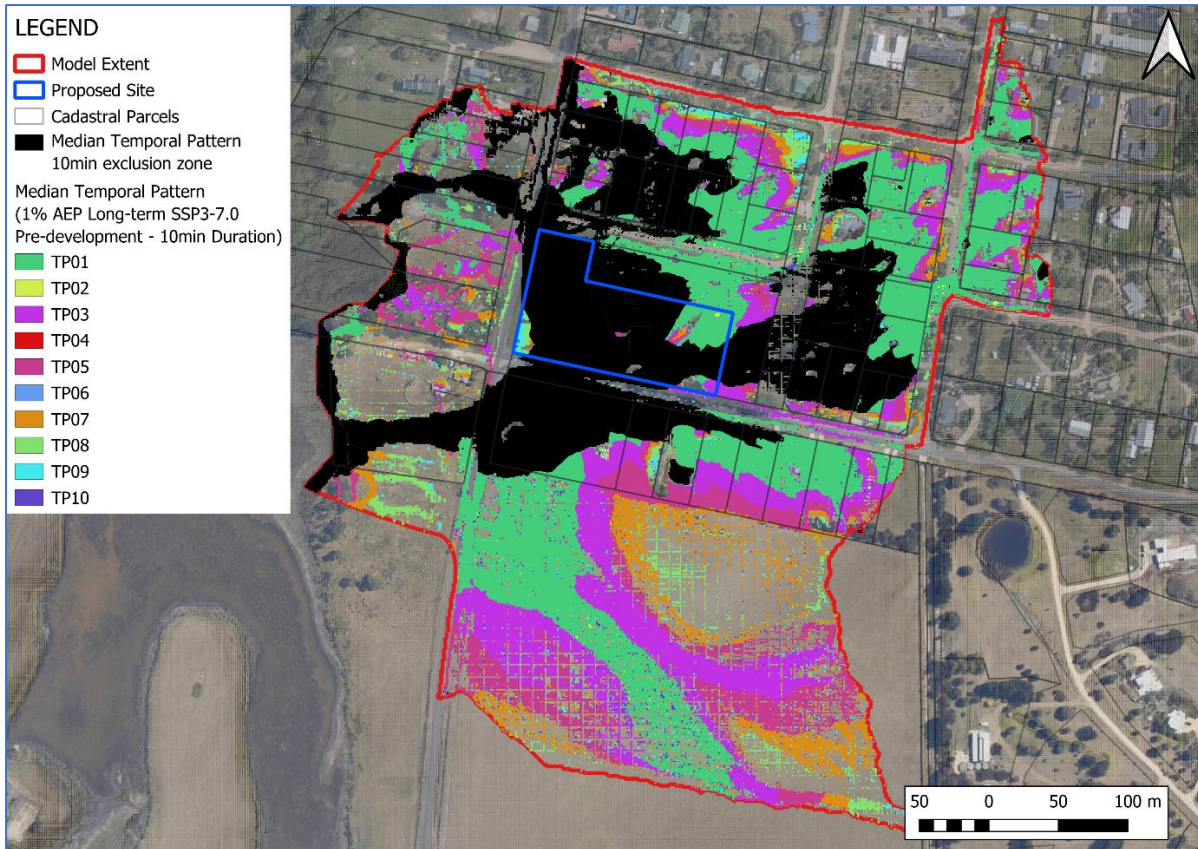 LEGEND
Model Extent
Proposed Site
Cadastral Parcels
Median Temporal Pattern
10min exclusion zone
Median Temporal Pattern
(1% AEP Long-term SSP3-7.0
Pre-development - 10min Duration)
TP01
TP02
TP03
TP04
TP05
TP06
TP07
TP08
TP09
TP10
50 0 50 100 m